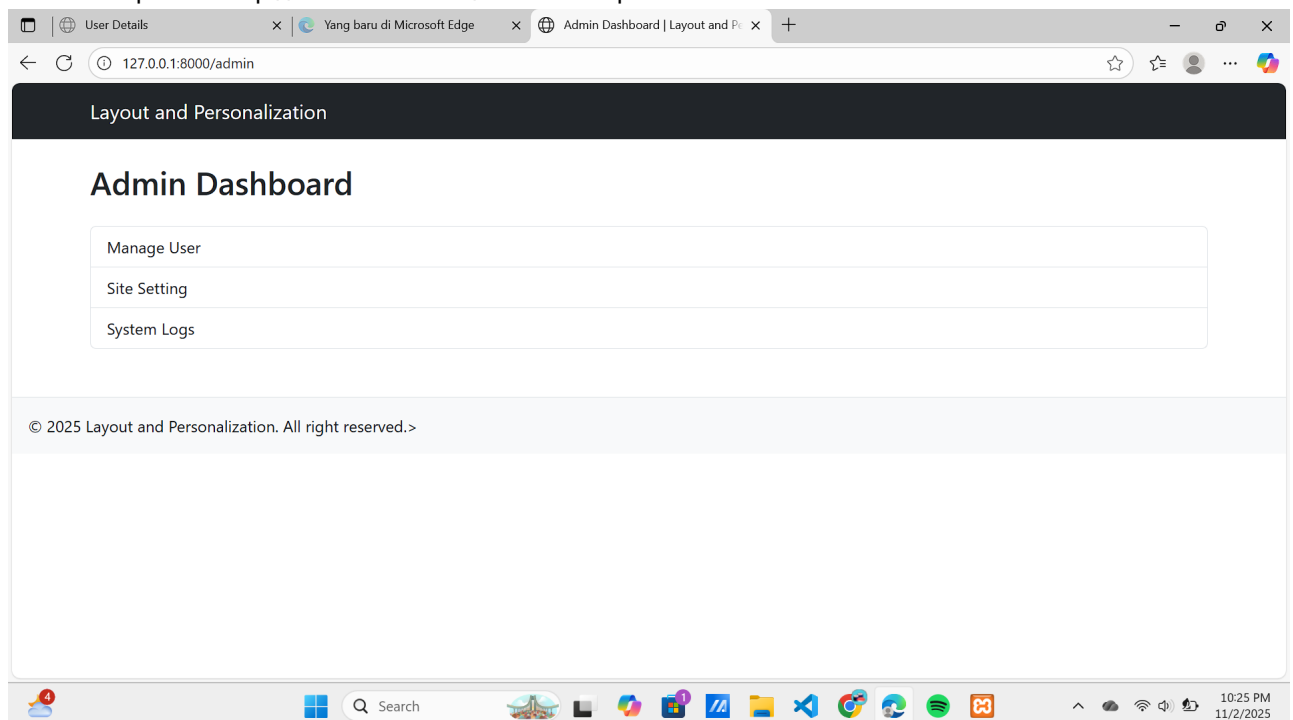 User Details
Yang baru di Microsoft Edge
Admin Dashboard | Layout and Pe
127.0.0.1:8000/admin
Layout and Personalization
Admin Dashboard
Manage User
Site Setting
System Logs
© 2025 Layout and Personalization. All right reserved.>
4
Search
1
10:25 PM
11/2/2025